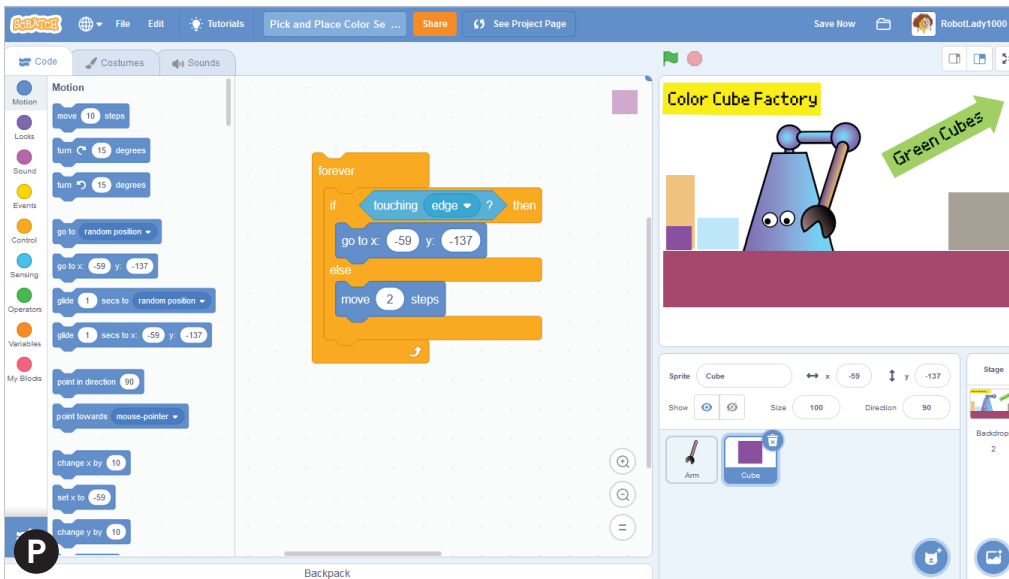 SCRATCH File Edit Tutorials Pick and Place Color Se ... Share See Project Page Save Now RobotLady1000
Code Costumes Sounds
Motion
Looks
Sound
Events
Control
Sensing
Operators
Variables
My Blocks
Motion
move 10 steps
turn 15 degrees
turn 15 degrees
go to random position
go to x: -59 y: -137
glide 1 secs to random position
glide 1 secs to x: -59 y: -137
point in direction 90
point towards mouse-pointer
change x by 10
set x to -59
change y by 10
forever
if touching edge ? then
go to x: -59 y: -137
else
move 2 steps
Backpack
Color Cube Factory
Green Cubes
Sprite Cube x -59 y -137
Show Size 100 Direction 90
Arm
Cube
Stage
Backdrop
2
P